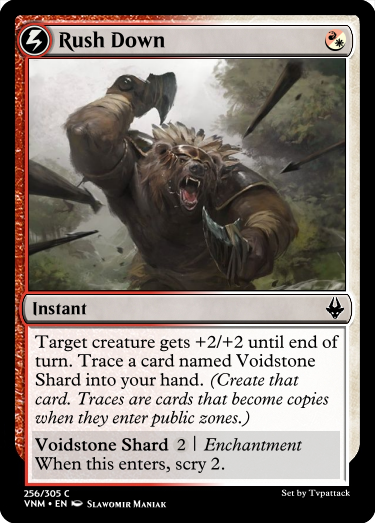 Rush Down
Instant
Target creature gets +2/+2 until end of
turn. Trace a card named Voidstone
Shard into your hand. (Create that
card. Traces are cards that become copies
when they enter public zones.)
Voidstone Shard 2 | Enchantment
When this enters, scry 2.
256/305 C
VNM • EN Slawomir Maniak
Set by Tvpattack